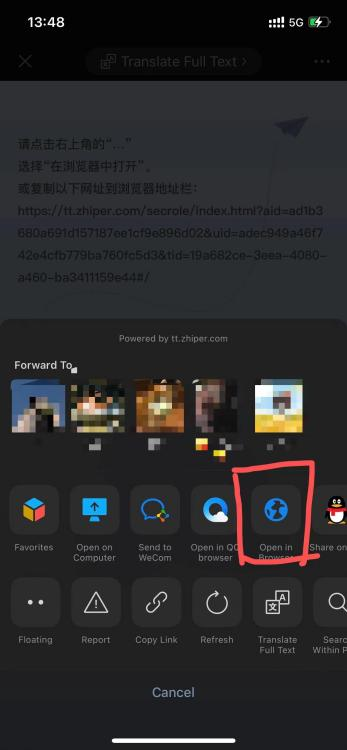 13:48
5G
Translate Full Text
请点击右上角的“...”
选择“在浏览器中打开”。
或复制以下网址到浏览器地址栏：
https://tt.zhiper.com/secrole/index.html?aid=ad1b3
680a691d157187ee1cf9e896d02&uid=adec949a46f7
42e4cfb779ba760fc5d3&tid=19a682ce-3eea-4080-
a460-ba3411159e44#/
Powered by tt.zhiper.com
Forward To
Favorites
Open on
Computer
Send to
WeCom
Open in QQ
browser
Open in
Browser
Share on
Floating
Report
Copy Link
Refresh
Translate
Full Text
Searc
Within P
Cancel